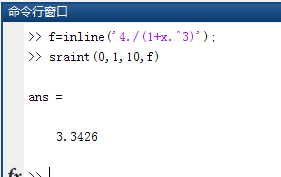 命令行窗口
>> f=inline('4./(1+x.^3)');
>> sraint(0,1,10,f)
ans =
3.3426
fx >>